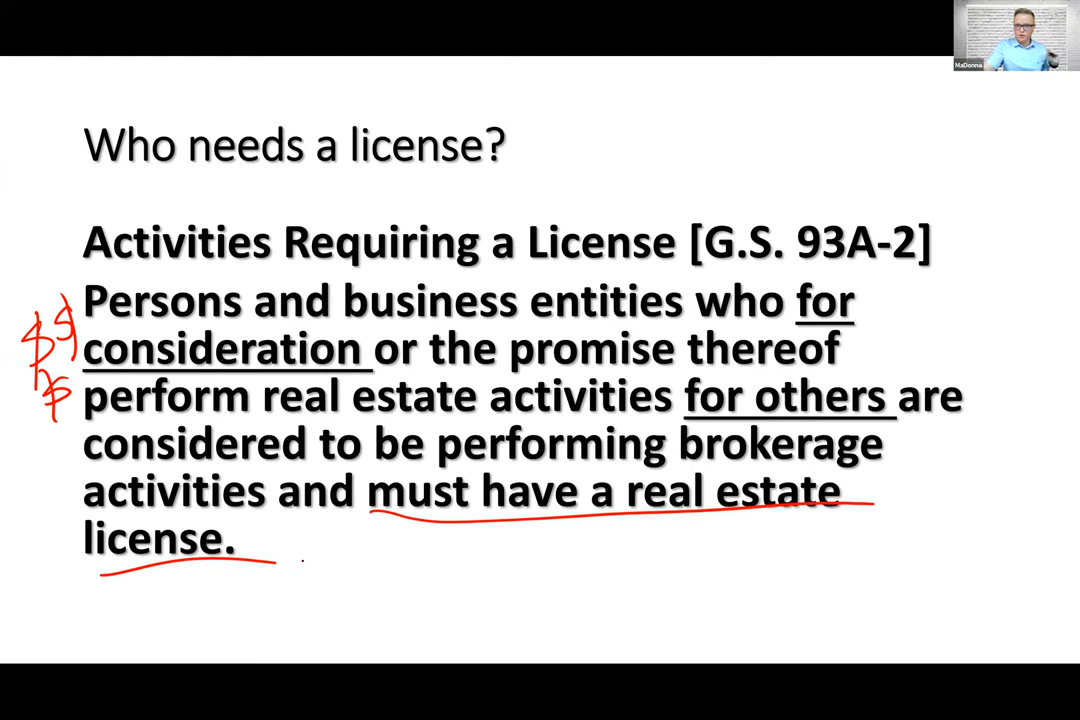 MaDonna
Who needs a license?
Activities Requiring a License [G.S. 93A-2]
Persons and business entities who for
consideration or the promise thereof
perform real estate activities for others are
considered to be performing brokerage
activities and must have a real estate
license.